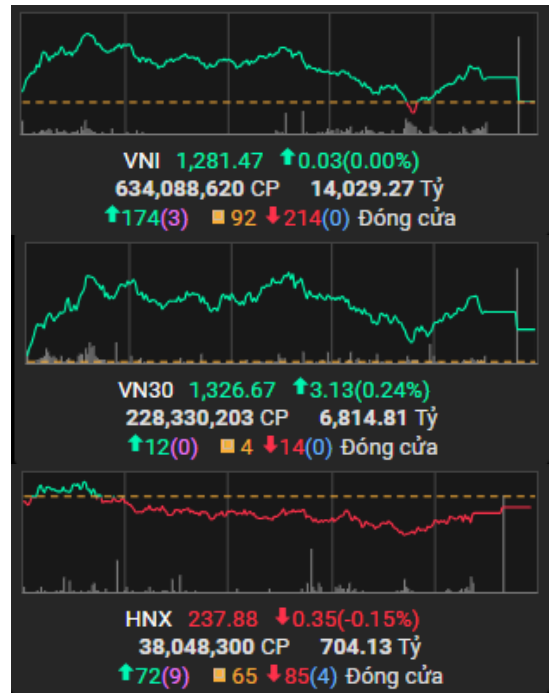 VNI 1,281.47 ⬆0.03(0.00%)
634,088,620 CP 14,029.27 Tỷ
⬆174(3) ■ 92 ⬇214(0) Đóng cửa
VN30 1,326.67 ⬆3.13(0.24%)
228,330,203 CP 6,814.81 Tỷ
⬆12(0) ■ 4 ⬇14(0) Đóng cửa
HNX 237.88 ⬇0.35(-0.15%)
38,048,300 CP 704.13 Tỷ
⬆72(9) ■ 65 ⬇85(4) Đóng cửa